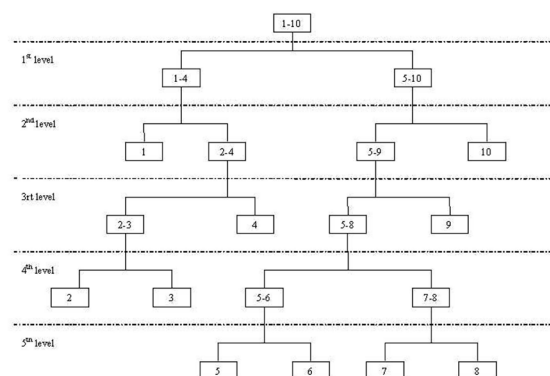 1-10
1st level
1-4 5-10
2nd level
1 2-4 5-9 10
3rt level
2-3 4 5-8 9
4th level
2 3 5-6 7-8
5th level
5 6 7 8